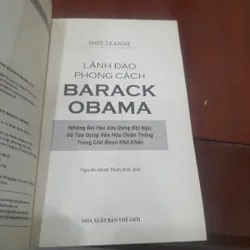 SHEL LEANNE
LÃNH ĐẠO
PHONG CÁCH
BARACK
OBAMA
Những Bài Học Xây Dựng Đội Ngũ
Và Tạo Dựng Văn Hóa Chiến Thắng
Trong Giai Đoạn Khó Khăn
NHÀ XUẤT BẢN THẾ GIỚI